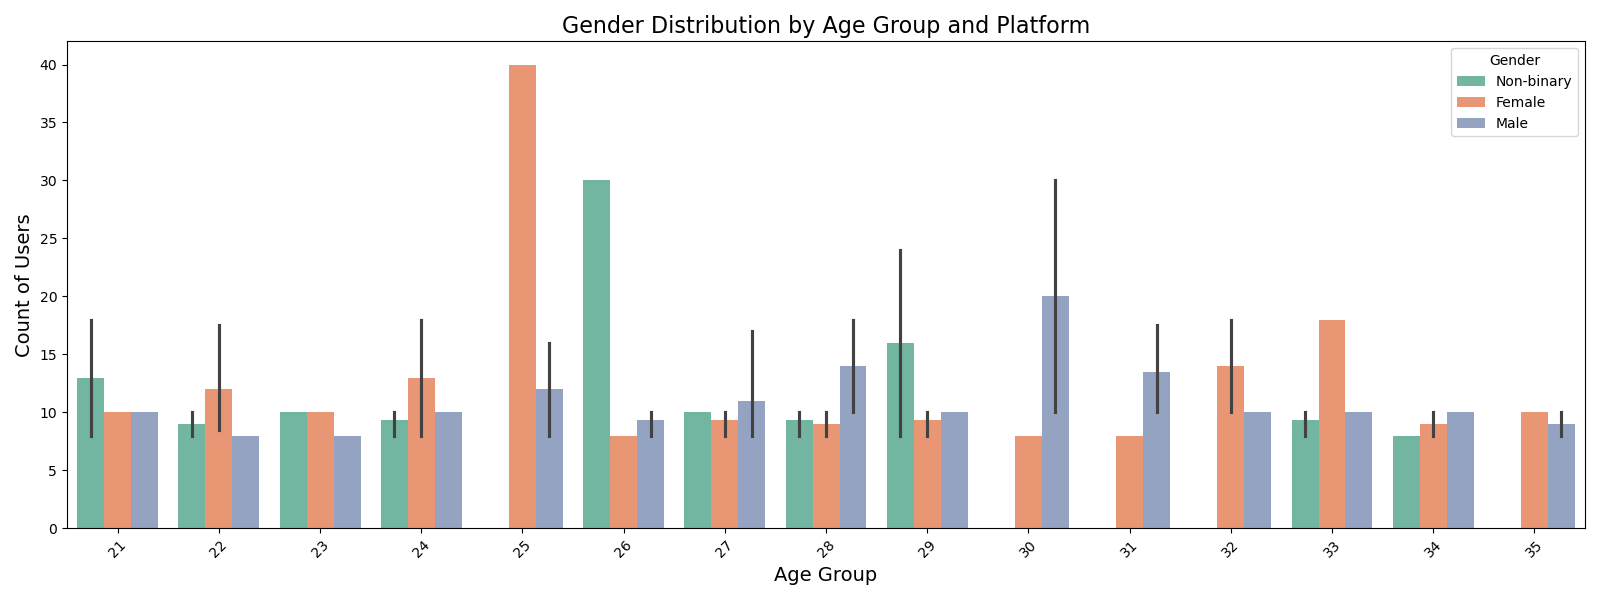 Gender Distribution by Age Group and Platform
Gender
Non-binary
Female
Male
Count of Users
40
35
30
25
20
15
10
5
0
21 22 23 24 25 26 27 28 29 30 31 32 33 34 35
Age Group